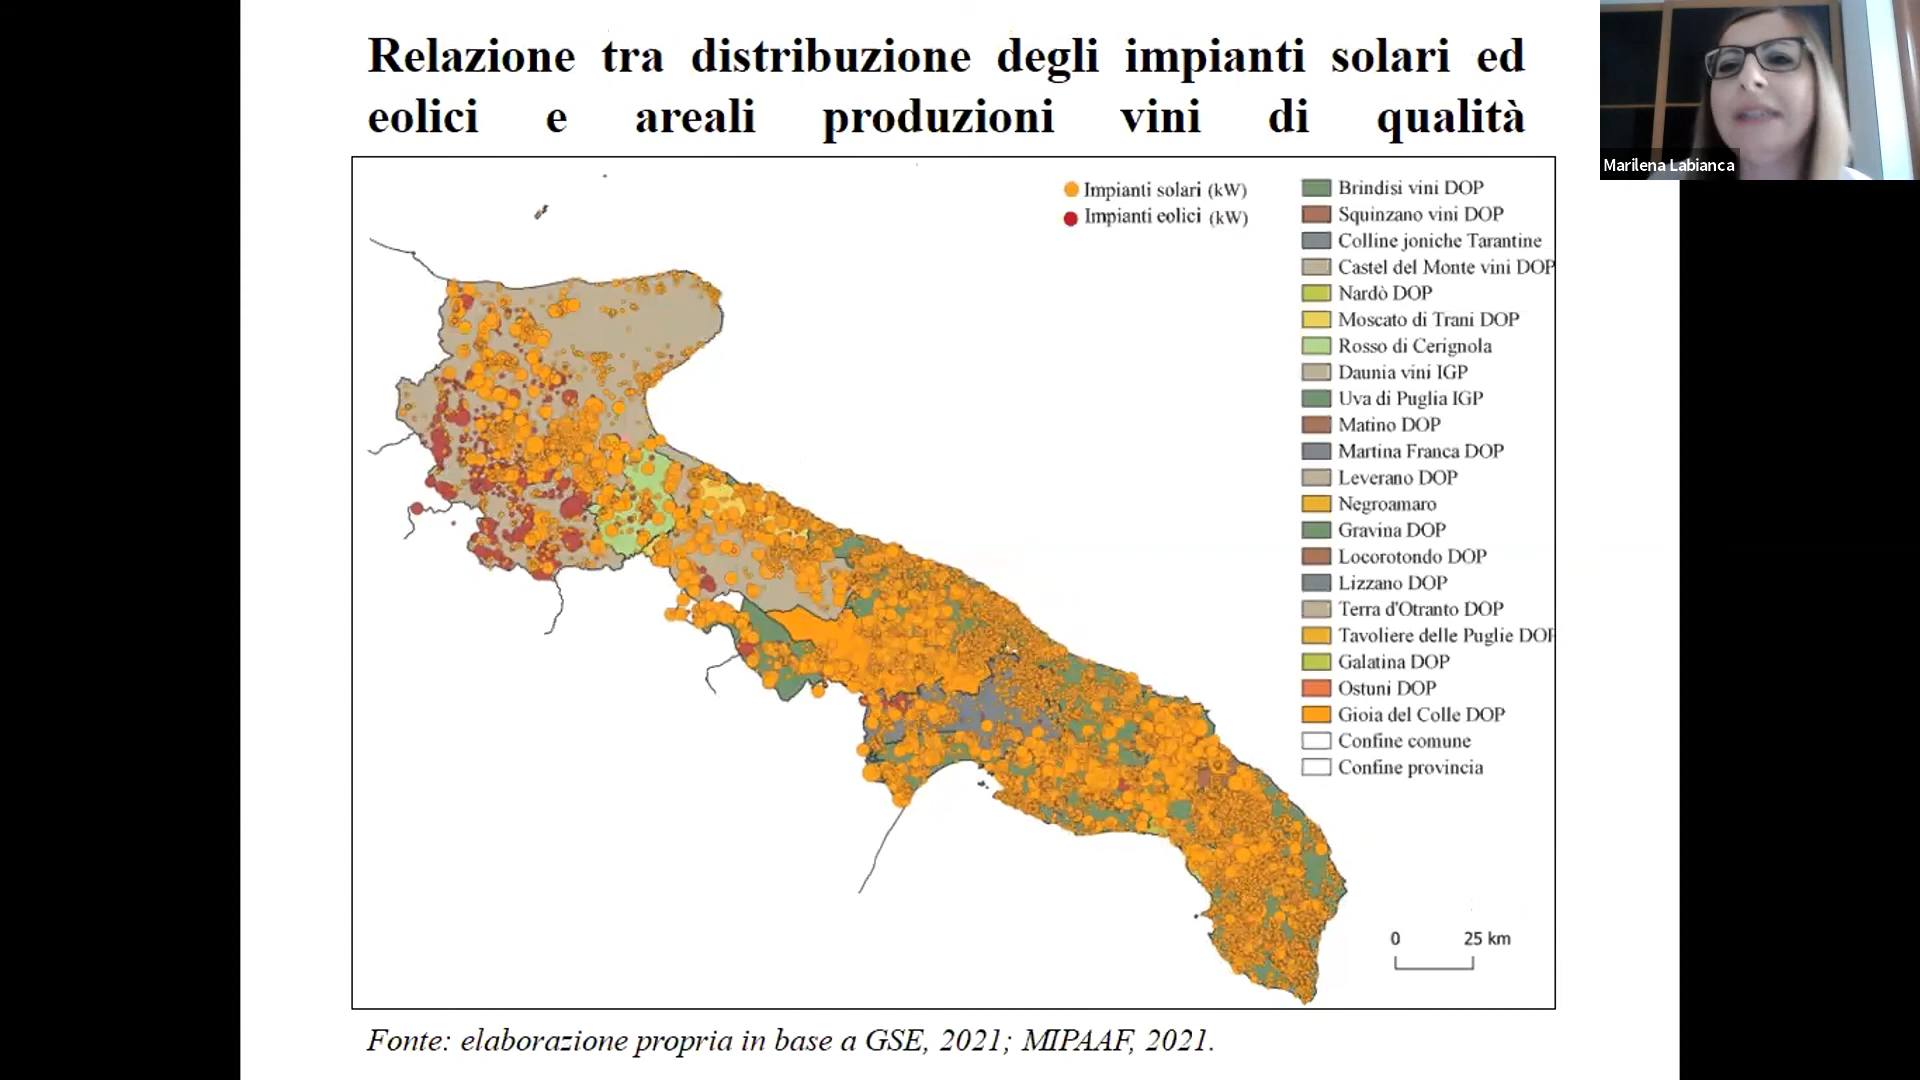 Relazione tra distribuzione degli impianti solari ed
eolici e areali produzioni vini di qualità
Marilena Labianca
Impianti solari (kW)
Impianti eolici (kW)
Brindisi vini DOP
Squinzano vini DOP
Colline joniche Tarantine
Castel del Monte vini DOP
Nardò DOP
Moscato di Trani DOP
Rosso di Cerignola
Daunia vini IGP
Uva di Puglia IGP
Matino DOP
Martina Franca DOP
Leverano DOP
Negroamaro
Gravina DOP
Locorotondo DOP
Lizzano DOP
Terra d'Otranto DOP
Tavoliere delle Puglie DOP
Galatina DOP
Ostuni DOP
Gioia del Colle DOP
Confine comune
Confine provincia
0 25 km
Fonte: elaborazione propria in base a GSE, 2021; MIPAAF, 2021.